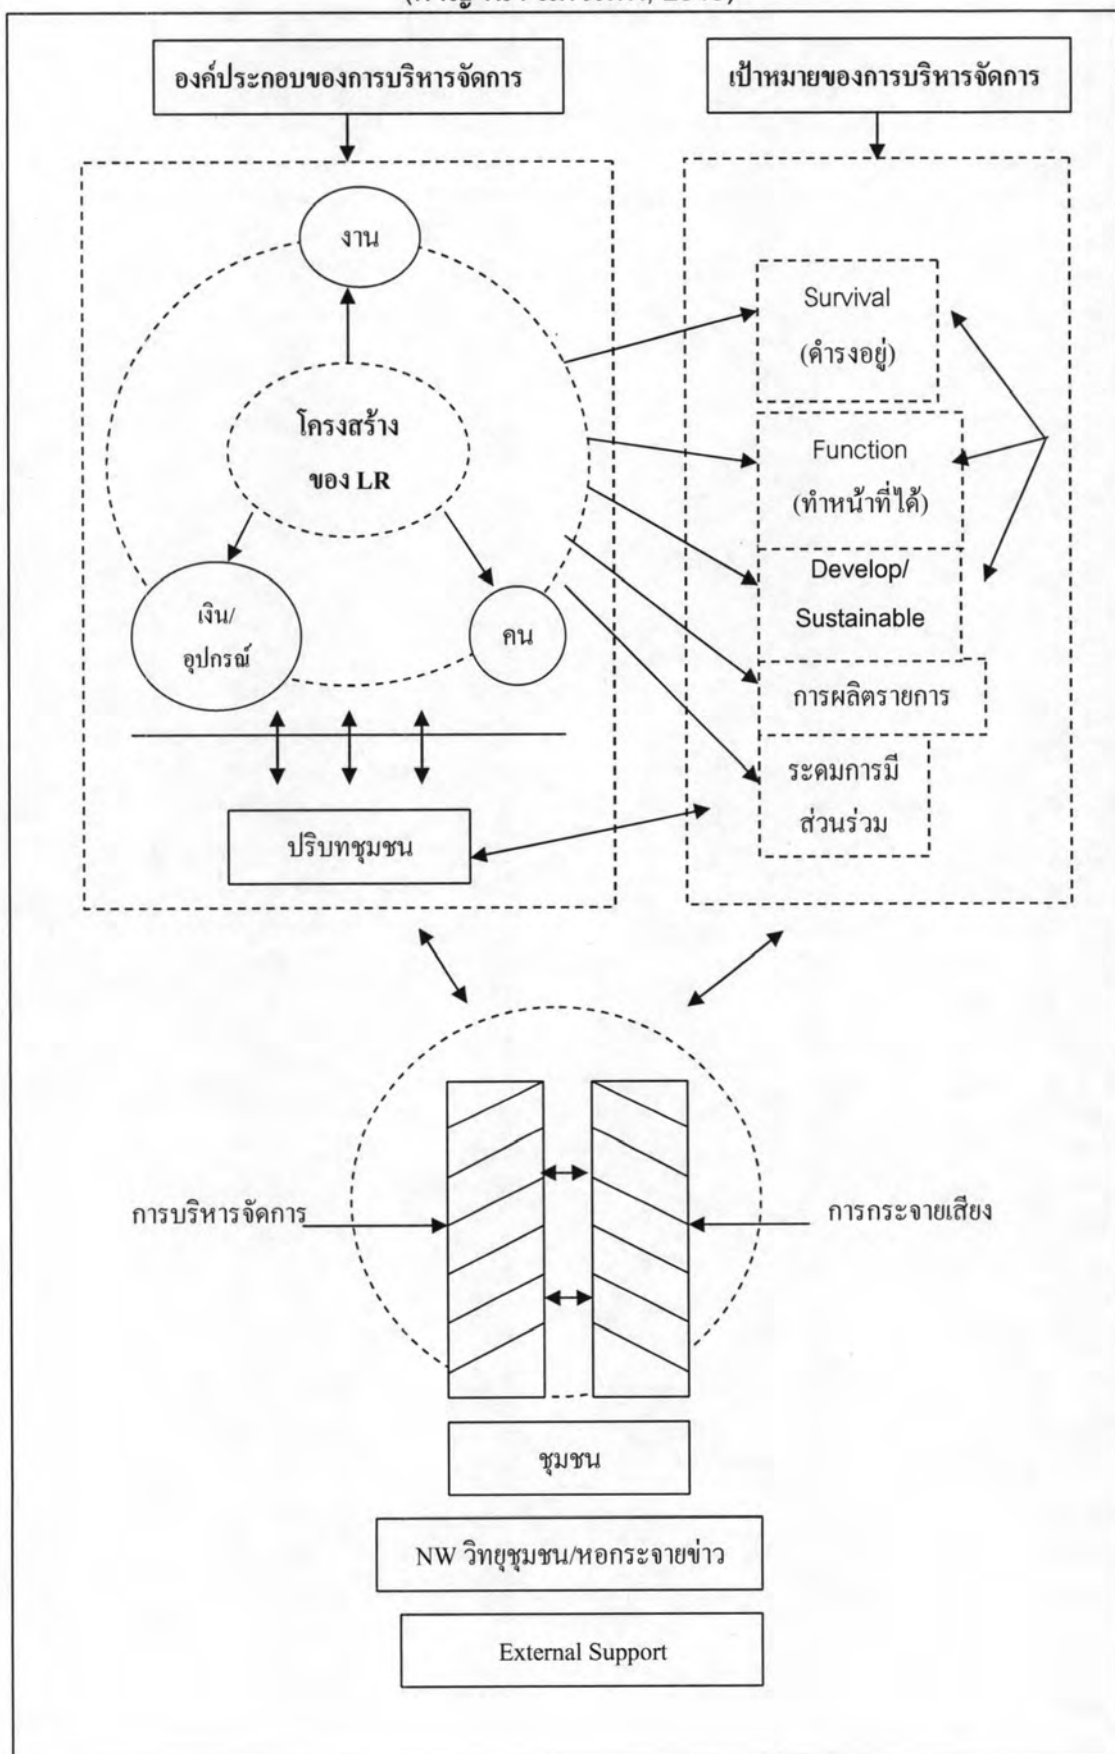 องค์ประกอบของการบริหารจัดการ
เป้าหมายของการบริหารจัดการ
งาน
โครงสร้าง
ของ LR
เงิน/
อุปกรณ์
คน
ปริบทชุมชน
Survival
(ดำรงอยู่)
Function
(ทำหน้าที่ได้)
Develop/
Sustainable
การผลิตรายการ
ระดมการมี
ส่วนร่วม
การบริหารจัดการ
การกระจายเสียง
ชุมชน
NW วิทยุชุมชน/หอกระจายข่าว
External Support